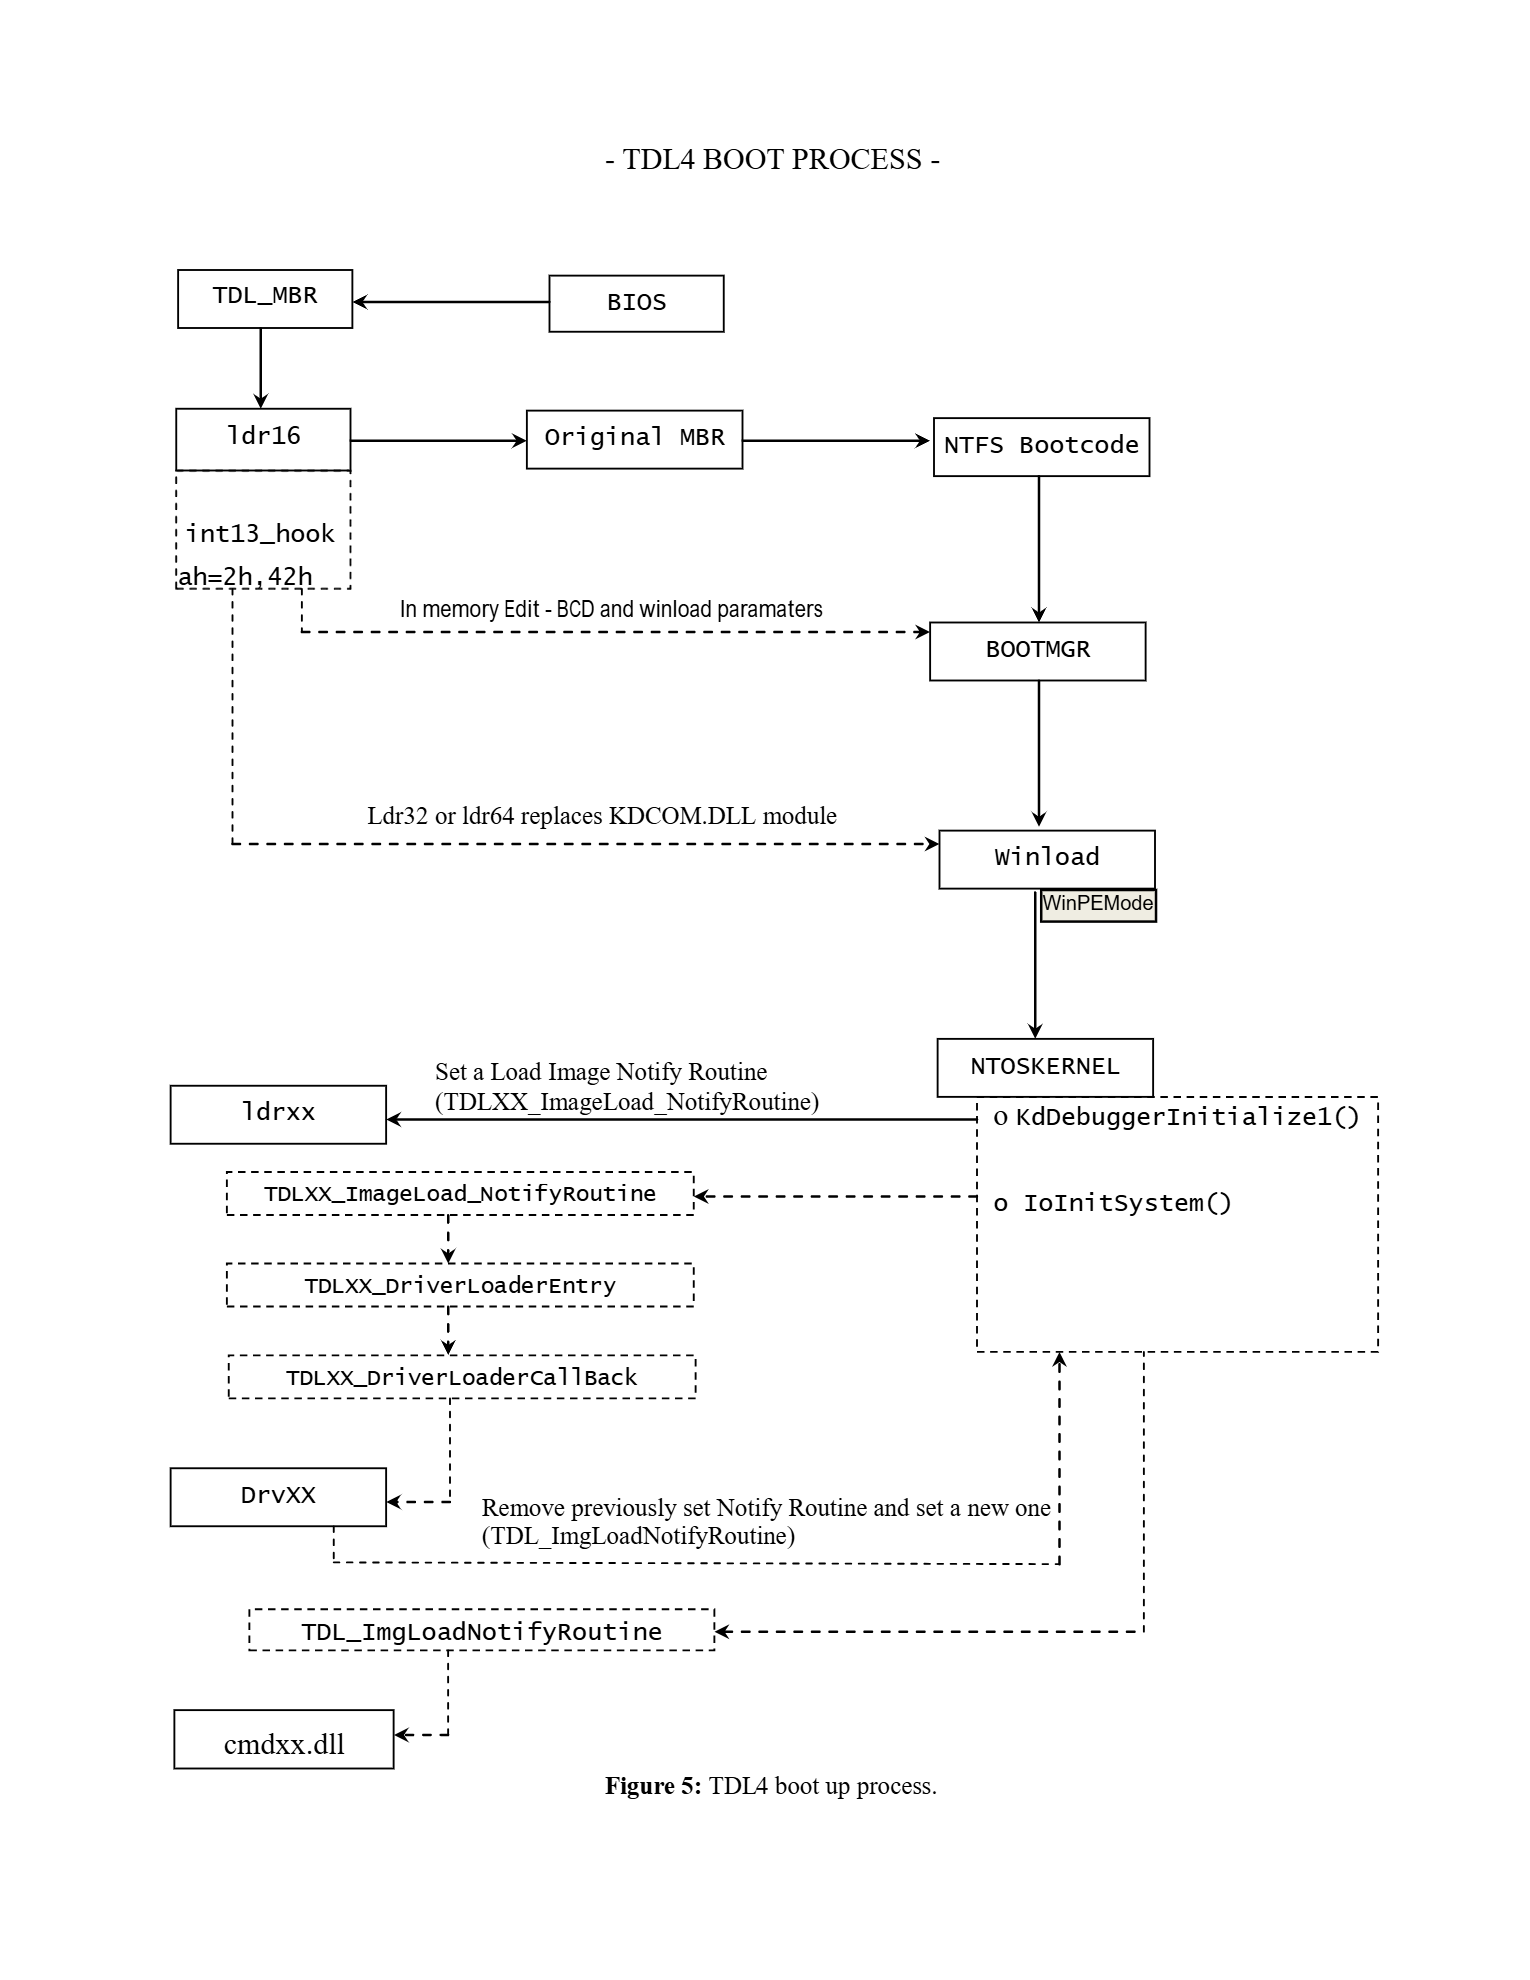 - TDL4 BOOT PROCESS -
TDL_MBR
BIOS
ldr16
Original MBR
NTFS Bootcode
int13_hook
ah=2h,42h
In memory Edit - BCD and winload paramaters
BOOTMGR
Ldr32 or ldr64 replaces KDCOM.DLL module
Winload
WinPEMode
NTOSKERNEL
Set a Load Image Notify Routine
(TDLXX_ImageLoad_NotifyRoutine)
ldrxx
o KdDebuggerInitialize1()
TDLXX_ImageLoad_NotifyRoutine
o IoInitSystem()
TDLXX_DriverLoaderEntry
TDLXX_DriverLoaderCallBack
DrvXX
Remove previously set Notify Routine and set a new one
(TDL_ImgLoadNotifyRoutine)
TDL_ImgLoadNotifyRoutine
cmdxx.dll
Figure 5: TDL4 boot up process.